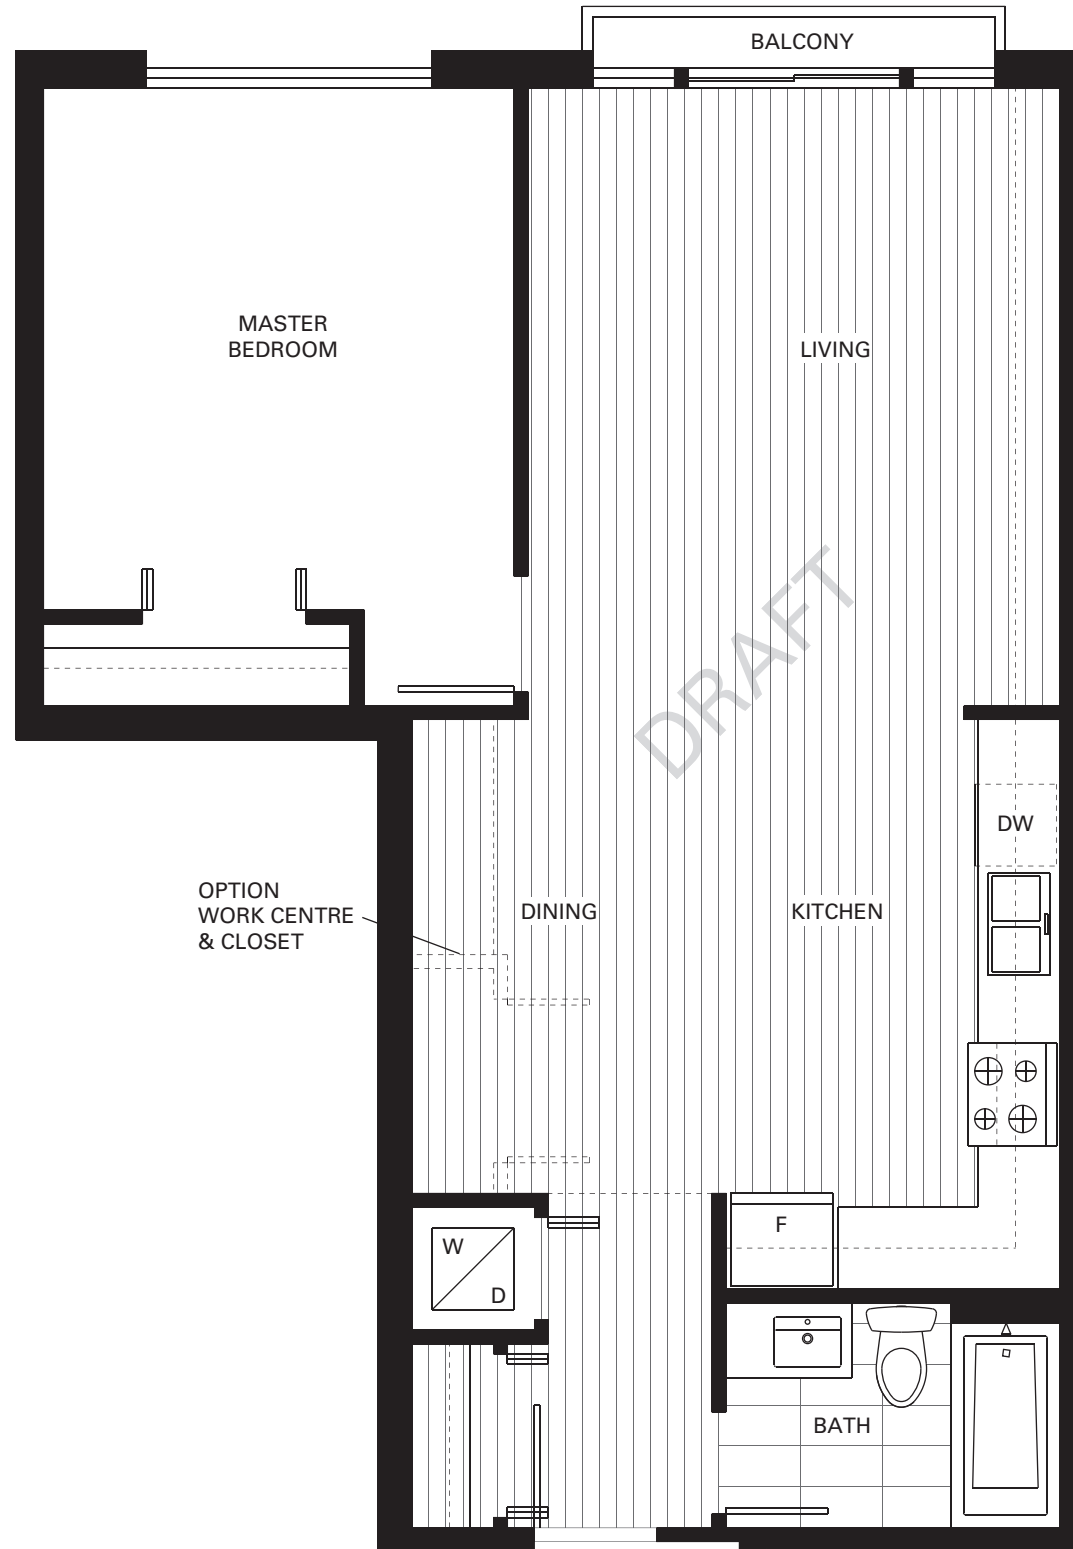 BALCONY
MASTER
BEDROOM
LIVING
DRAFT
DW
OPTION
WORK CENTRE
& CLOSET
DINING
KITCHEN
F
W
D
BATH